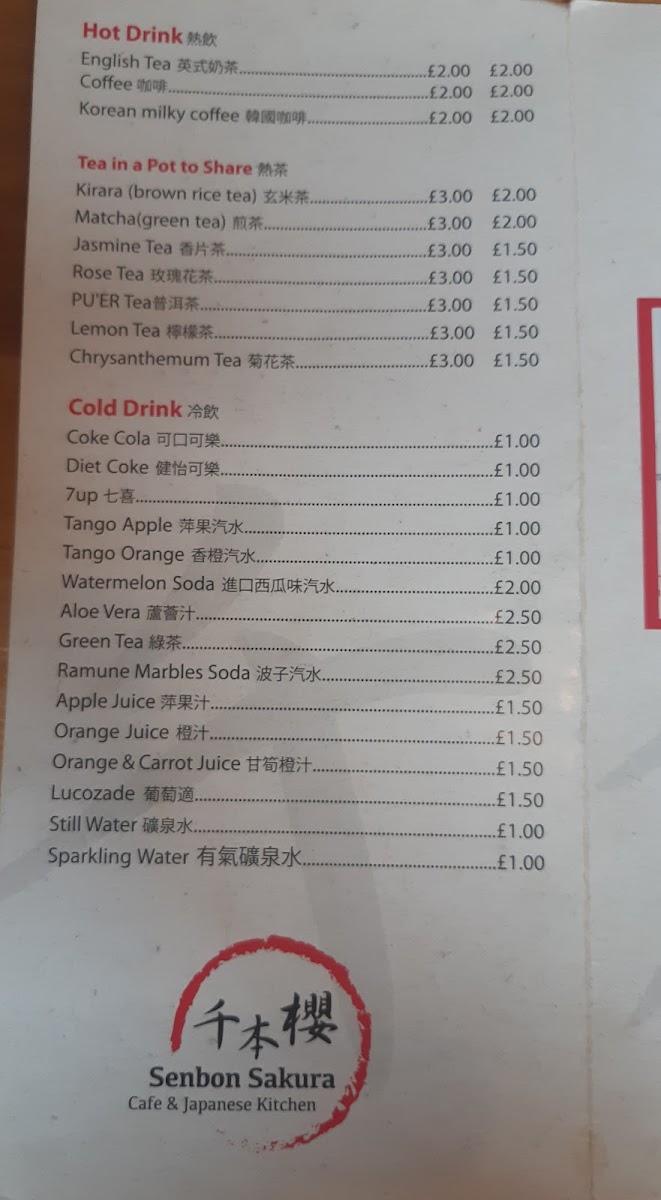 Hot Drink 熱飲
English Tea 英式奶茶........£2.00 £2.00
Coffee 咖啡........£2.00 £2.00
Korean milky coffee 韓國咖啡........£2.00 £2.00
Tea in a Pot to Share 熱茶
Kirara (brown rice tea) 玄米茶........£3.00 £2.00
Matcha(green tea) 煎茶........£3.00 £2.00
Jasmine Tea 香片茶........£3.00 £1.50
Rose Tea 玫瑰花茶........£3.00 £1.50
PU'ER Tea普洱茶........£3.00 £1.50
Lemon Tea 檸檬茶........£3.00 £1.50
Chrysanthemum Tea 菊花茶........£3.00 £1.50
Cold Drink 冷飲
Coke Cola 可口可樂........£1.00
Diet Coke 健怡可樂........£1.00
7up 七喜........£1.00
Tango Apple 萍果汽水........£1.00
Tango Orange 香橙汽水........£1.00
Watermelon Soda 進口西瓜味汽水........£2.00
Aloe Vera 蘆薈汁........£2.50
Green Tea 綠茶........£2.50
Ramune Marbles Soda 波子汽水........£2.50
Apple Juice 萍果汁........£1.50
Orange Juice 橙汁........£1.50
Orange & Carrot Juice 甘筍橙汁........£1.50
Lucozade 葡萄適........£1.50
Still Water 礦泉水........£1.00
Sparkling Water 有氣礦泉水........£1.00
千本櫻
Senbon Sakura
Cafe & Japanese Kitchen